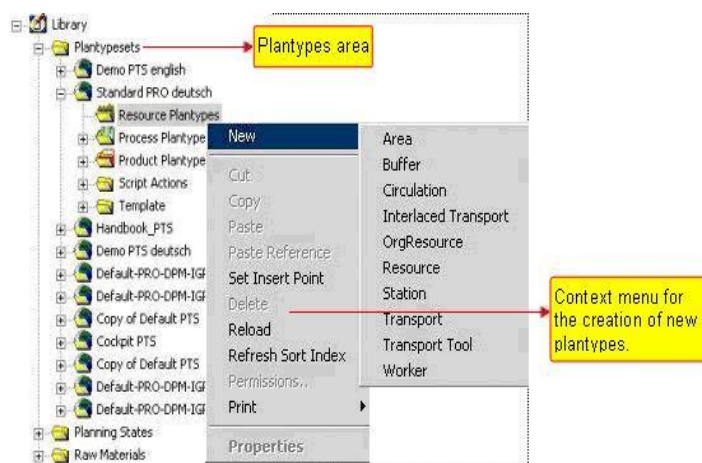 Library
Plantypesets
Plantypes area
Demo PTS english
Standard PRO deutsch
Resource Plantypes
Process Plantype
Product Plantype
Script Actions
Template
Handbook_PTS
Demo PTS deutsch
Default-PRO-DPM-IGF
Default-PRO-DPM-IGF
Copy of Default PTS
Cockpit PTS
Copy of Default PTS
Default-PRO-DPM-IGF
Default-PRO-DPM-IGF
Planning States
Raw Materials
New
Cut
Copy
Paste
Paste Reference
Set Insert Point
Delete
Reload
Refresh Sort Index
Permissions..
Print
Properties
Area
Buffer
Circulation
Interlaced Transport
OrgResource
Resource
Station
Transport
Transport Tool
Worker
Context menu for
the creation of new
plantypes.